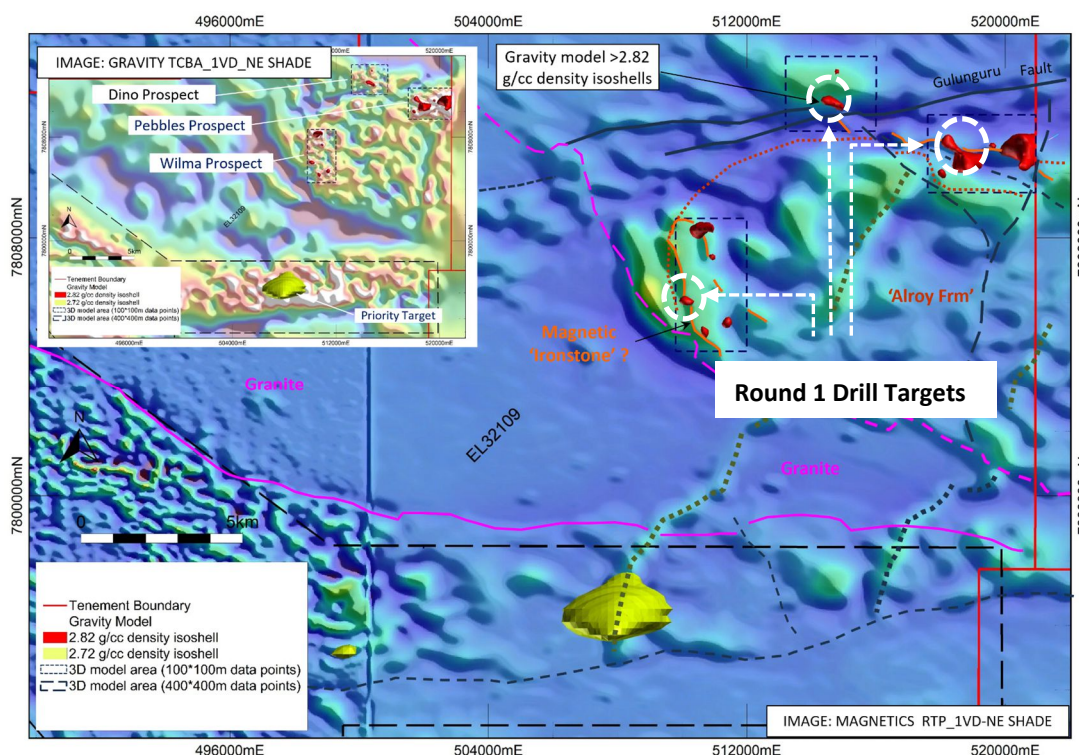 496000mE
504000mE
512000mE
520000mE
IMAGE: GRAVITY TCBA_1VD_NE SHADE
520000mE
Dino Prospect
Pebbles Prospect
Wilma Prospect
7808000mN
EL32109
N
0
5km
7800000mN
Tenement Boundary
Gravity Model
2.82 g/cc density isoshell
2.72 g/cc density isoshell
3D model area (100*100m data points)
3D model area (400*400m data points)
Priority Target
496000mE
504000mE
512000mE
520000mE
Gravity model >2.82
g/cc density isoshells
Gulunguru Fault
7808000mN
'Alroy Frm'
Magnetic
'Ironstone' ?
Round 1 Drill Targets
Granite
EL32109
Granite
N
7800000mN
0
5km
Tenement Boundary
Gravity Model
2.82 g/cc density isoshell
2.72 g/cc density isoshell
3D model area (100*100m data points)
3D model area (400*400m data points)
IMAGE: MAGNETICS RTP_1VD-NE SHADE
496000mE
504000mE
512000mE
520000mE